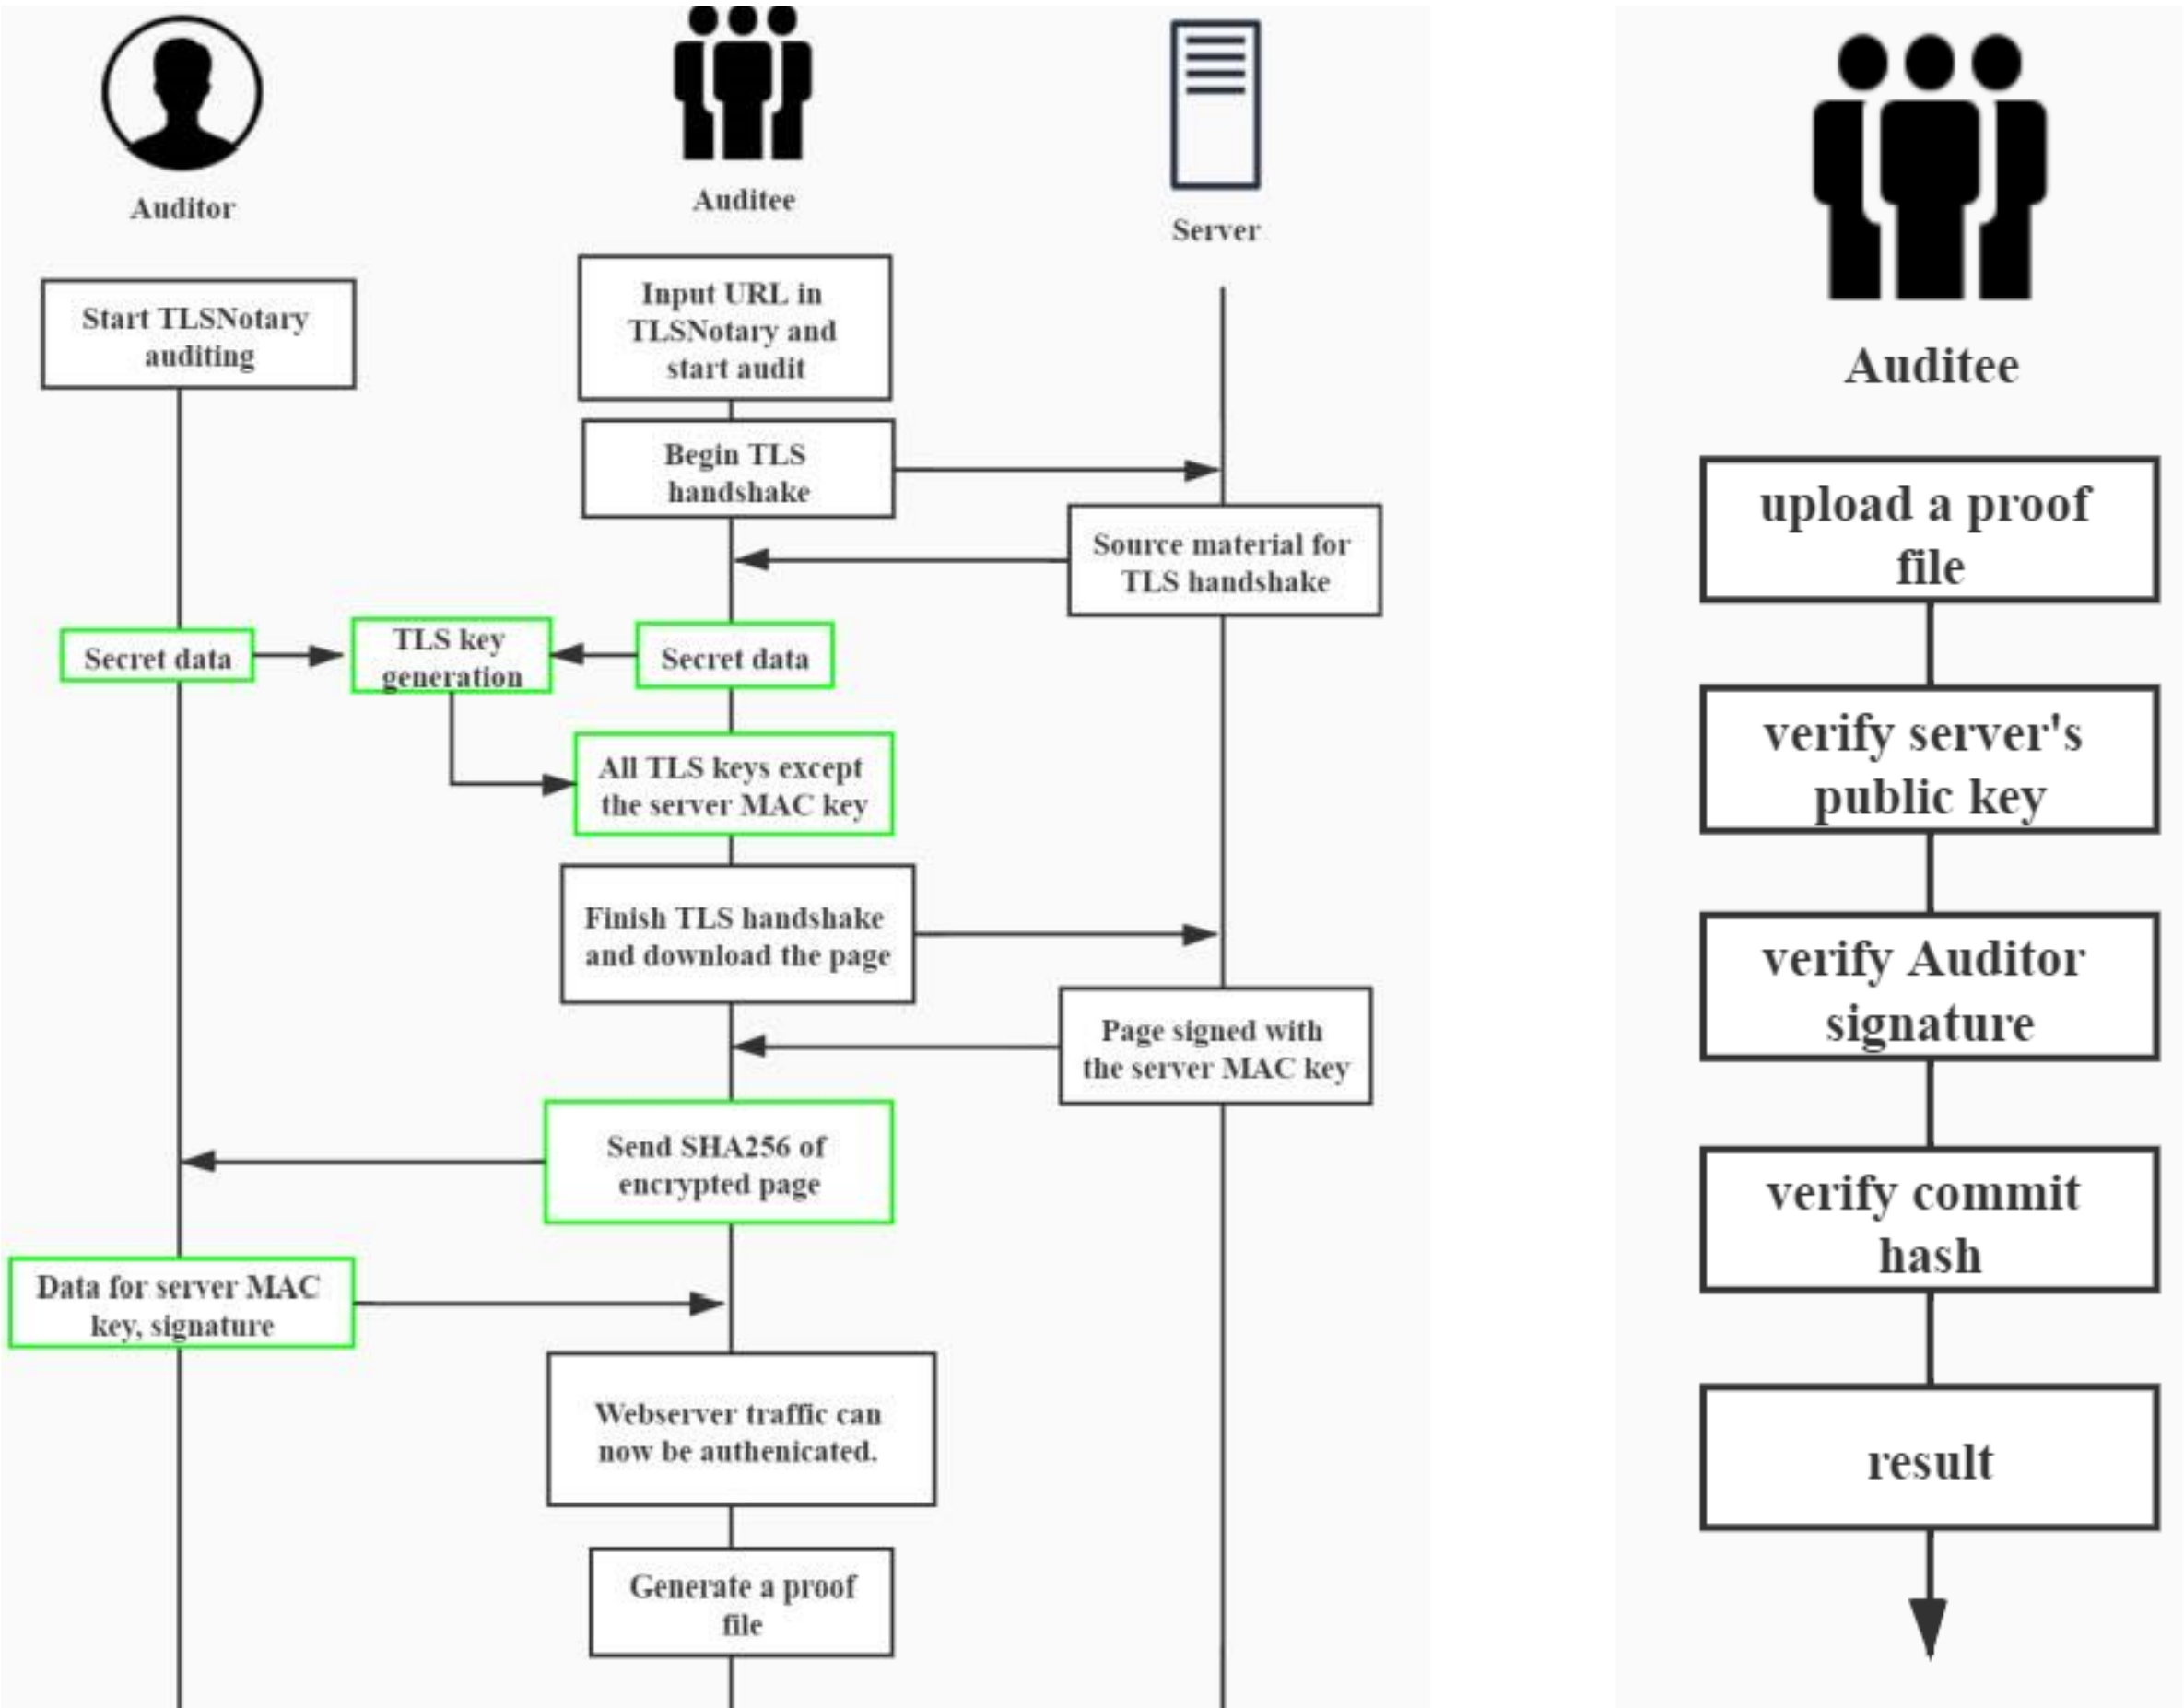 Auditor
Auditee
Server
Start TLSNotary
auditing
Input URL in
TLSNotary and
start audit
Begin TLS
handshake
Source material for
TLS handshake
Secret data
TLS key
generation
Secret data
All TLS keys except
the server MAC key
Finish TLS handshake
and download the page
Page signed with
the server MAC key
Send SHA256 of
encrypted page
Data for server MAC
key, signature
Webserver traffic can
now be authenicated.
Generate a proof
file
Auditee
upload a proof
file
verify server's
public key
verify Auditor
signature
verify commit
hash
result